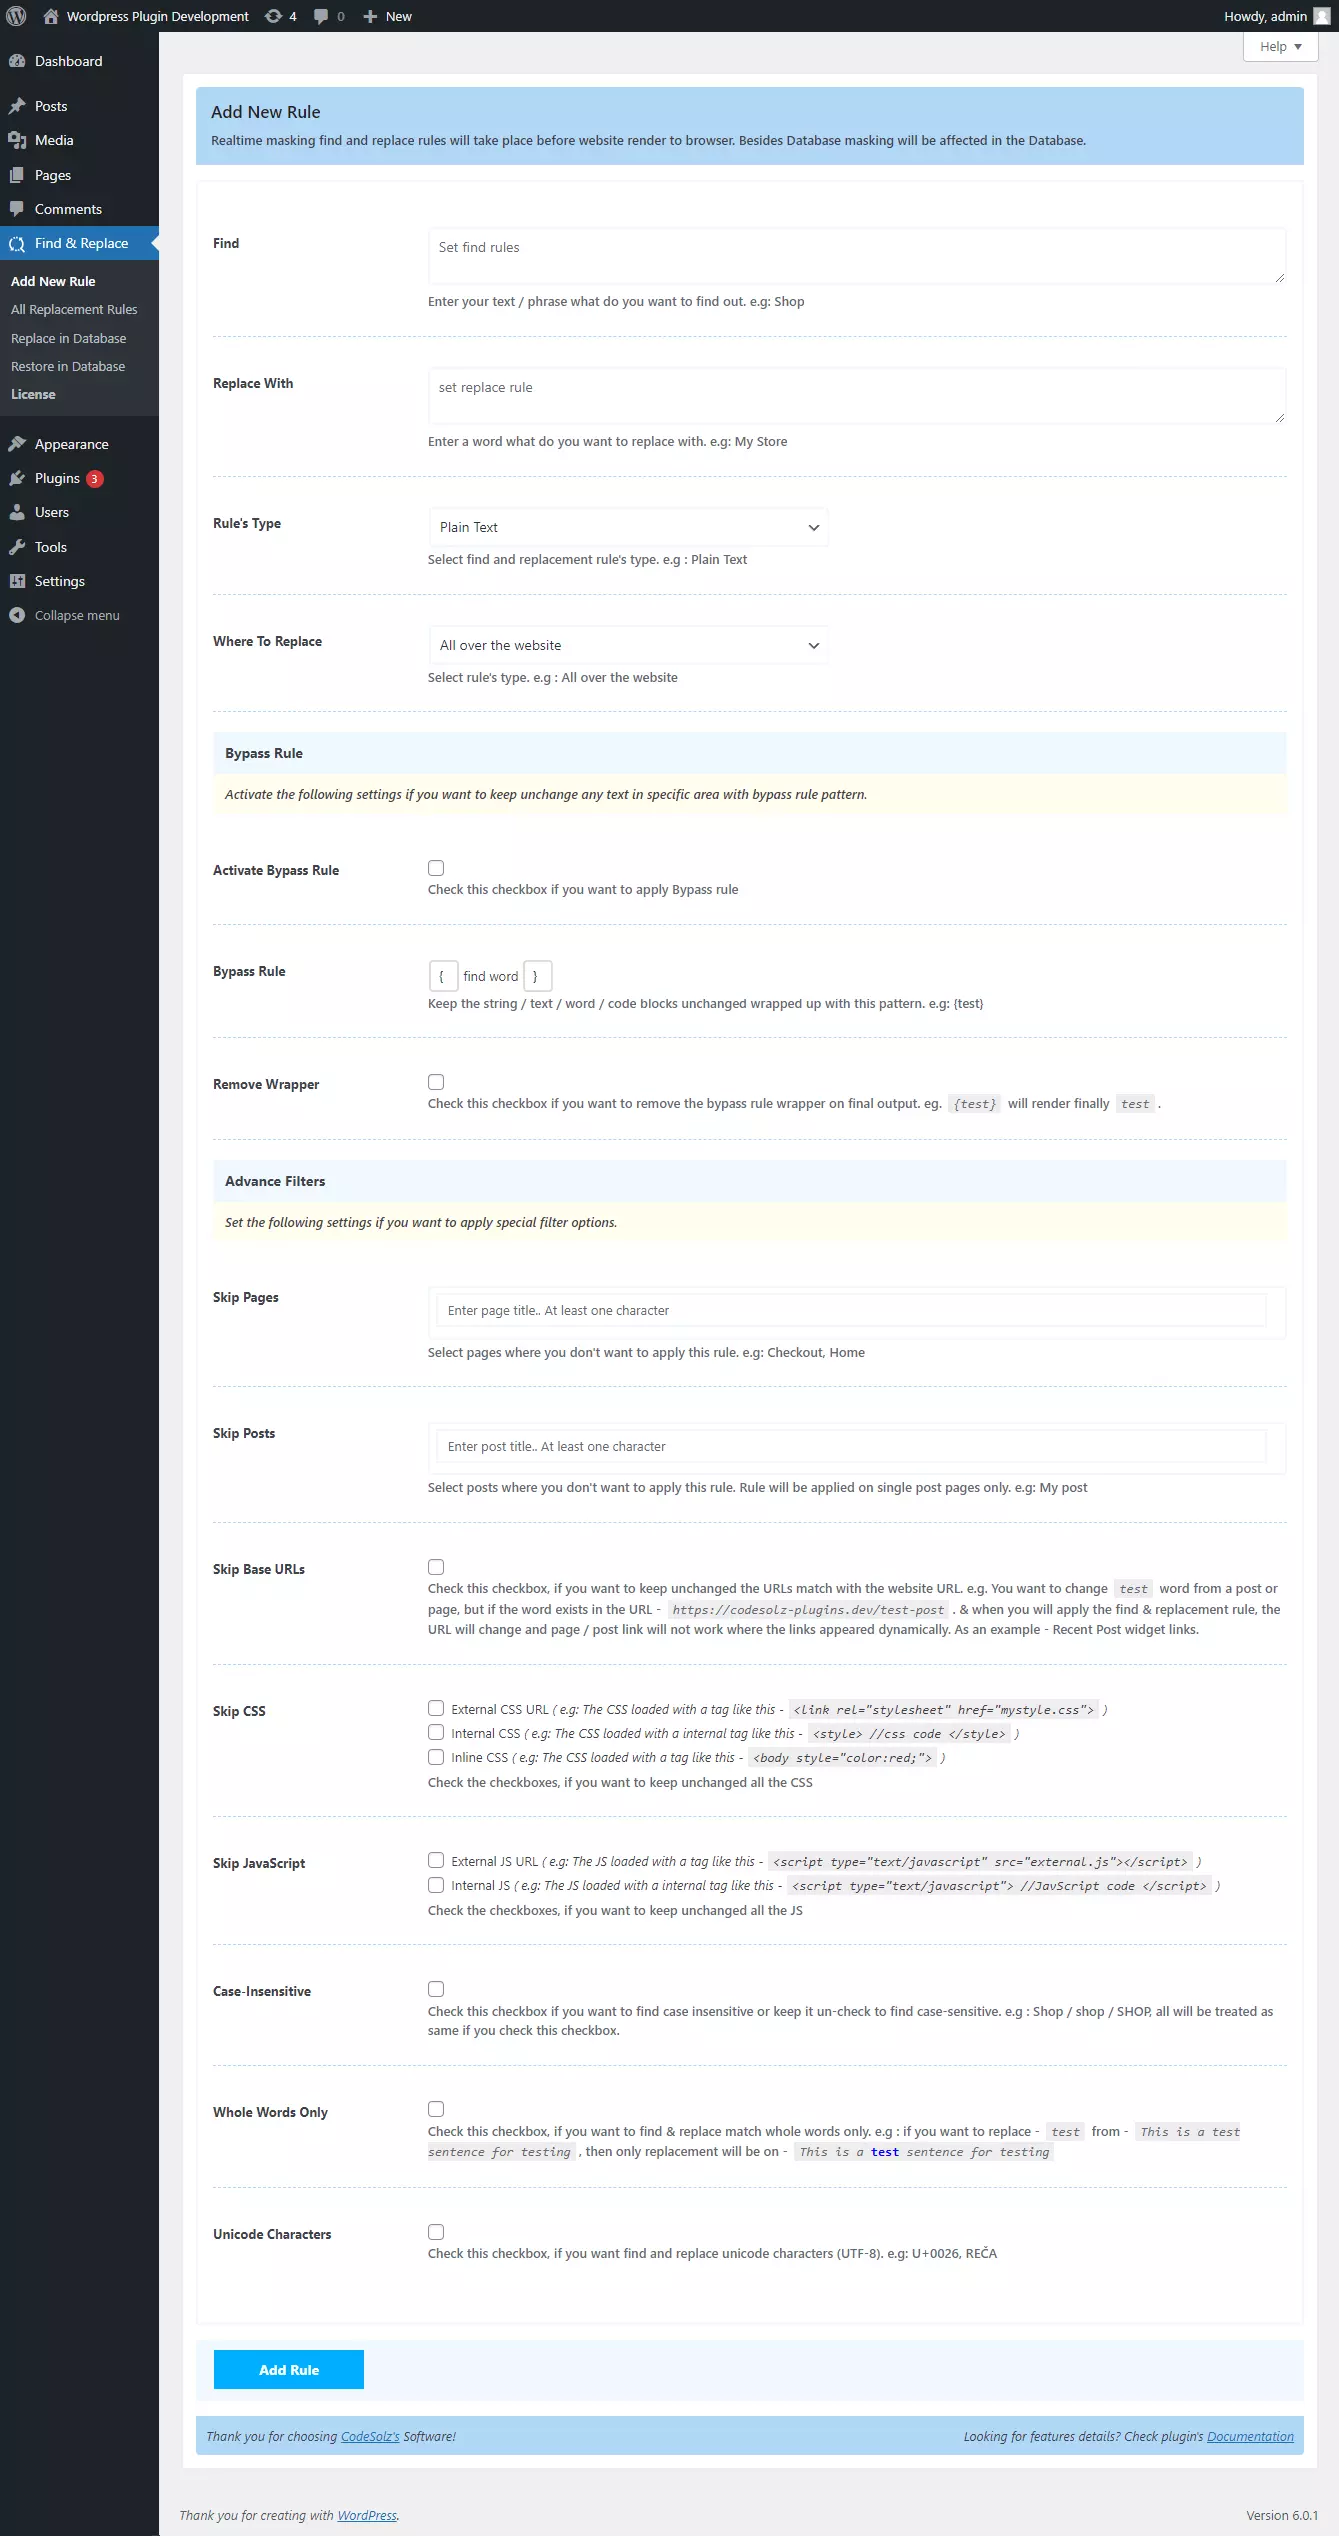 Wordpress Plugin Development 4 0 New Howdy, admin
Help
Dashboard
Posts
Media
Pages
Comments
Find & Replace
Add New Rule
All Replacement Rules
Replace in Database
Restore in Database
License
Appearance
Plugins 3
Users
Tools
Settings
Collapse menu
Add New Rule
Realtime masking find and replace rules will take place before website render to browser. Besides Database masking will be affected in the Database.
Find
Set find rules
Enter your text / phrase what do you want to find out. e.g: Shop
Replace With
set replace rule
Enter a word what do you want to replace with. e.g: My Store
Rule's Type
Plain Text
Select find and replacement rule's type. e.g : Plain Text
Where To Replace
All over the website
Select rule's type. e.g : All over the website
Bypass Rule
Activate the following settings if you want to keep unchange any text in specific area with bypass rule pattern.
Activate Bypass Rule
Check this checkbox if you want to apply Bypass rule
Bypass Rule
{ find word }
Keep the string / text / word / code blocks unchanged wrapped up with this pattern. e.g: {test}
Remove Wrapper
Check this checkbox if you want to remove the bypass rule wrapper on final output. eg. {test} will render finally test .
Advance Filters
Set the following settings if you want to apply special filter options.
Skip Pages
Enter page title.. At least one character
Select pages where you don't want to apply this rule. e.g: Checkout, Home
Skip Posts
Enter post title.. At least one character
Select posts where you don't want to apply this rule. Rule will be applied on single post pages only. e.g: My post
Skip Base URLs
Check this checkbox, if you want to keep unchanged the URLs match with the website URL. e.g. You want to change test word from a post or
page, but if the word exists in the URL - https://codesolz-plugins.dev/test-post . & when you will apply the find & replacement rule, the
URL will change and page / post link will not work where the links appeared dynamically. As an example - Recent Post widget links.
Skip CSS
External CSS URL ( e.g: The CSS loaded with a tag like this - <link rel="stylesheet" href="mystyle.css"> )
Internal CSS ( e.g: The CSS loaded with a internal tag like this - <style> //css code </style> )
Inline CSS ( e.g: The CSS loaded with a tag like this - <body style="color:red;"> )
Check the checkboxes, if you want to keep unchanged all the CSS
Skip JavaScript
External JS URL ( e.g: The JS loaded with a tag like this - <script type="text/javascript" src="external.js"></script> )
Internal JS ( e.g: The JS loaded with a internal tag like this - <script type="text/javascript"> //JavScript code </script> )
Check the checkboxes, if you want to keep unchanged all the JS
Case-Insensitive
Check this checkbox if you want to find case insensitive or keep it un-check to find case-sensitive. e.g : Shop / shop / SHOP, all will be treated as
same if you check this checkbox.
Whole Words Only
Check this checkbox, if you want to find & replace match whole words only. e.g : if you want to replace - test from - This is a test
sentence for testing , then only replacement will be on - This is a test sentence for testing
Unicode Characters
Check this checkbox, if you want find and replace unicode characters (UTF-8). e.g: U+0026, REČA
Add Rule
Thank you for choosing CodeSolz's Software! Looking for features details? Check plugin's Documentation
Thank you for creating with WordPress. Version 6.0.1